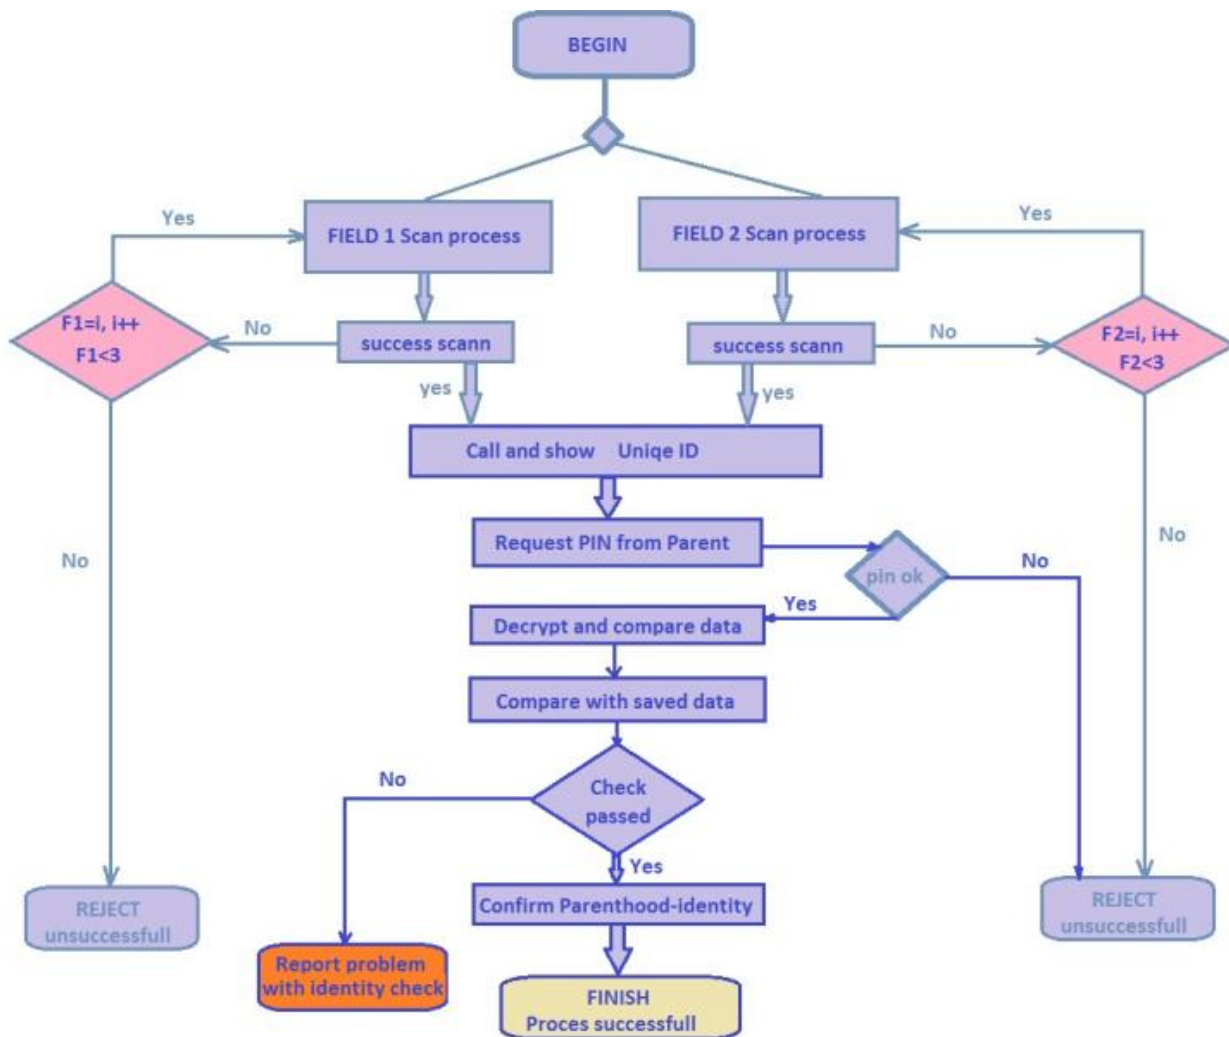 BEGIN
Yes
FIELD 1 Scan process
FIELD 2 Scan process
Yes
F1=i, i++
F1<3
No
success scann
success scann
No
F2=i, i++
F2<3
yes
yes
Call and show Uniqe ID
Request PIN from Parent
pin ok
No
No
No
Yes
Decrypt and compare data
Compare with saved data
No
Check
passed
Yes
Confirm Parenthood-identity
REJECT
unsuccessfull
REJECT
unsuccessfull
Report problem
with identity check
FINISH
Proces successfull